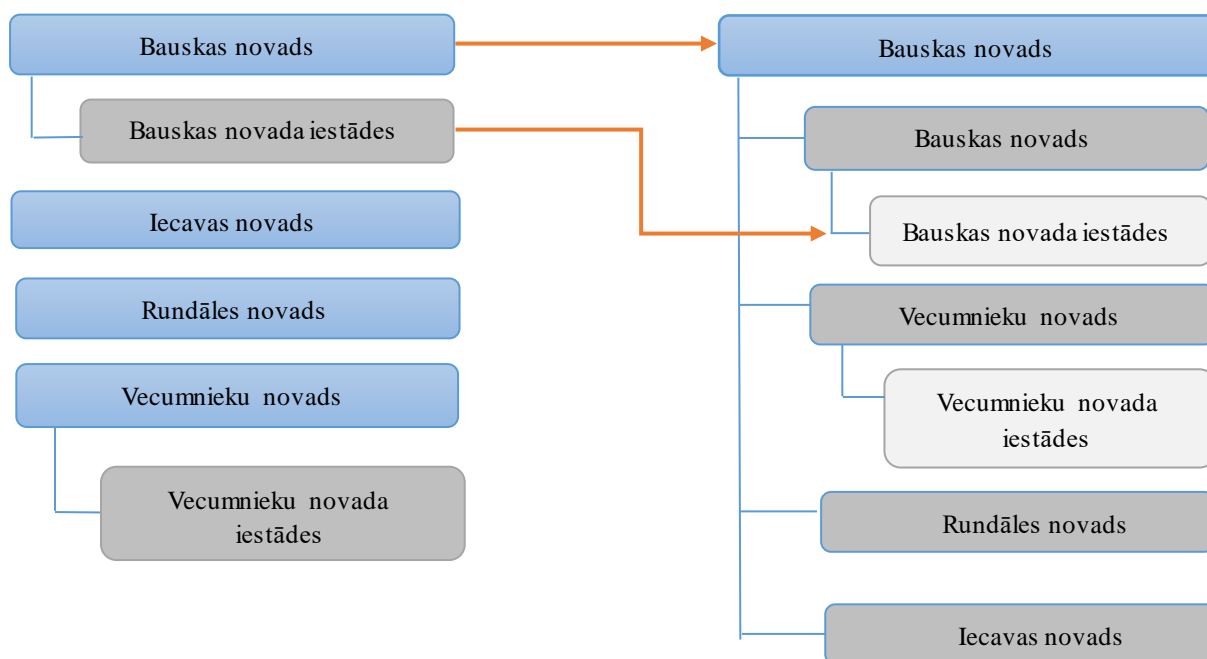 Bauskas novads
Bauskas novada iestādes
Iecavas novads
Rundāles novads
Vecumnieku novads
Vecumnieku novada
iestādes
Bauskas novads
Bauskas novads
Bauskas novada iestādes
Vecumnieku novads
Vecumnieku novada
iestādes
Rundāles novads
Iecavas novads